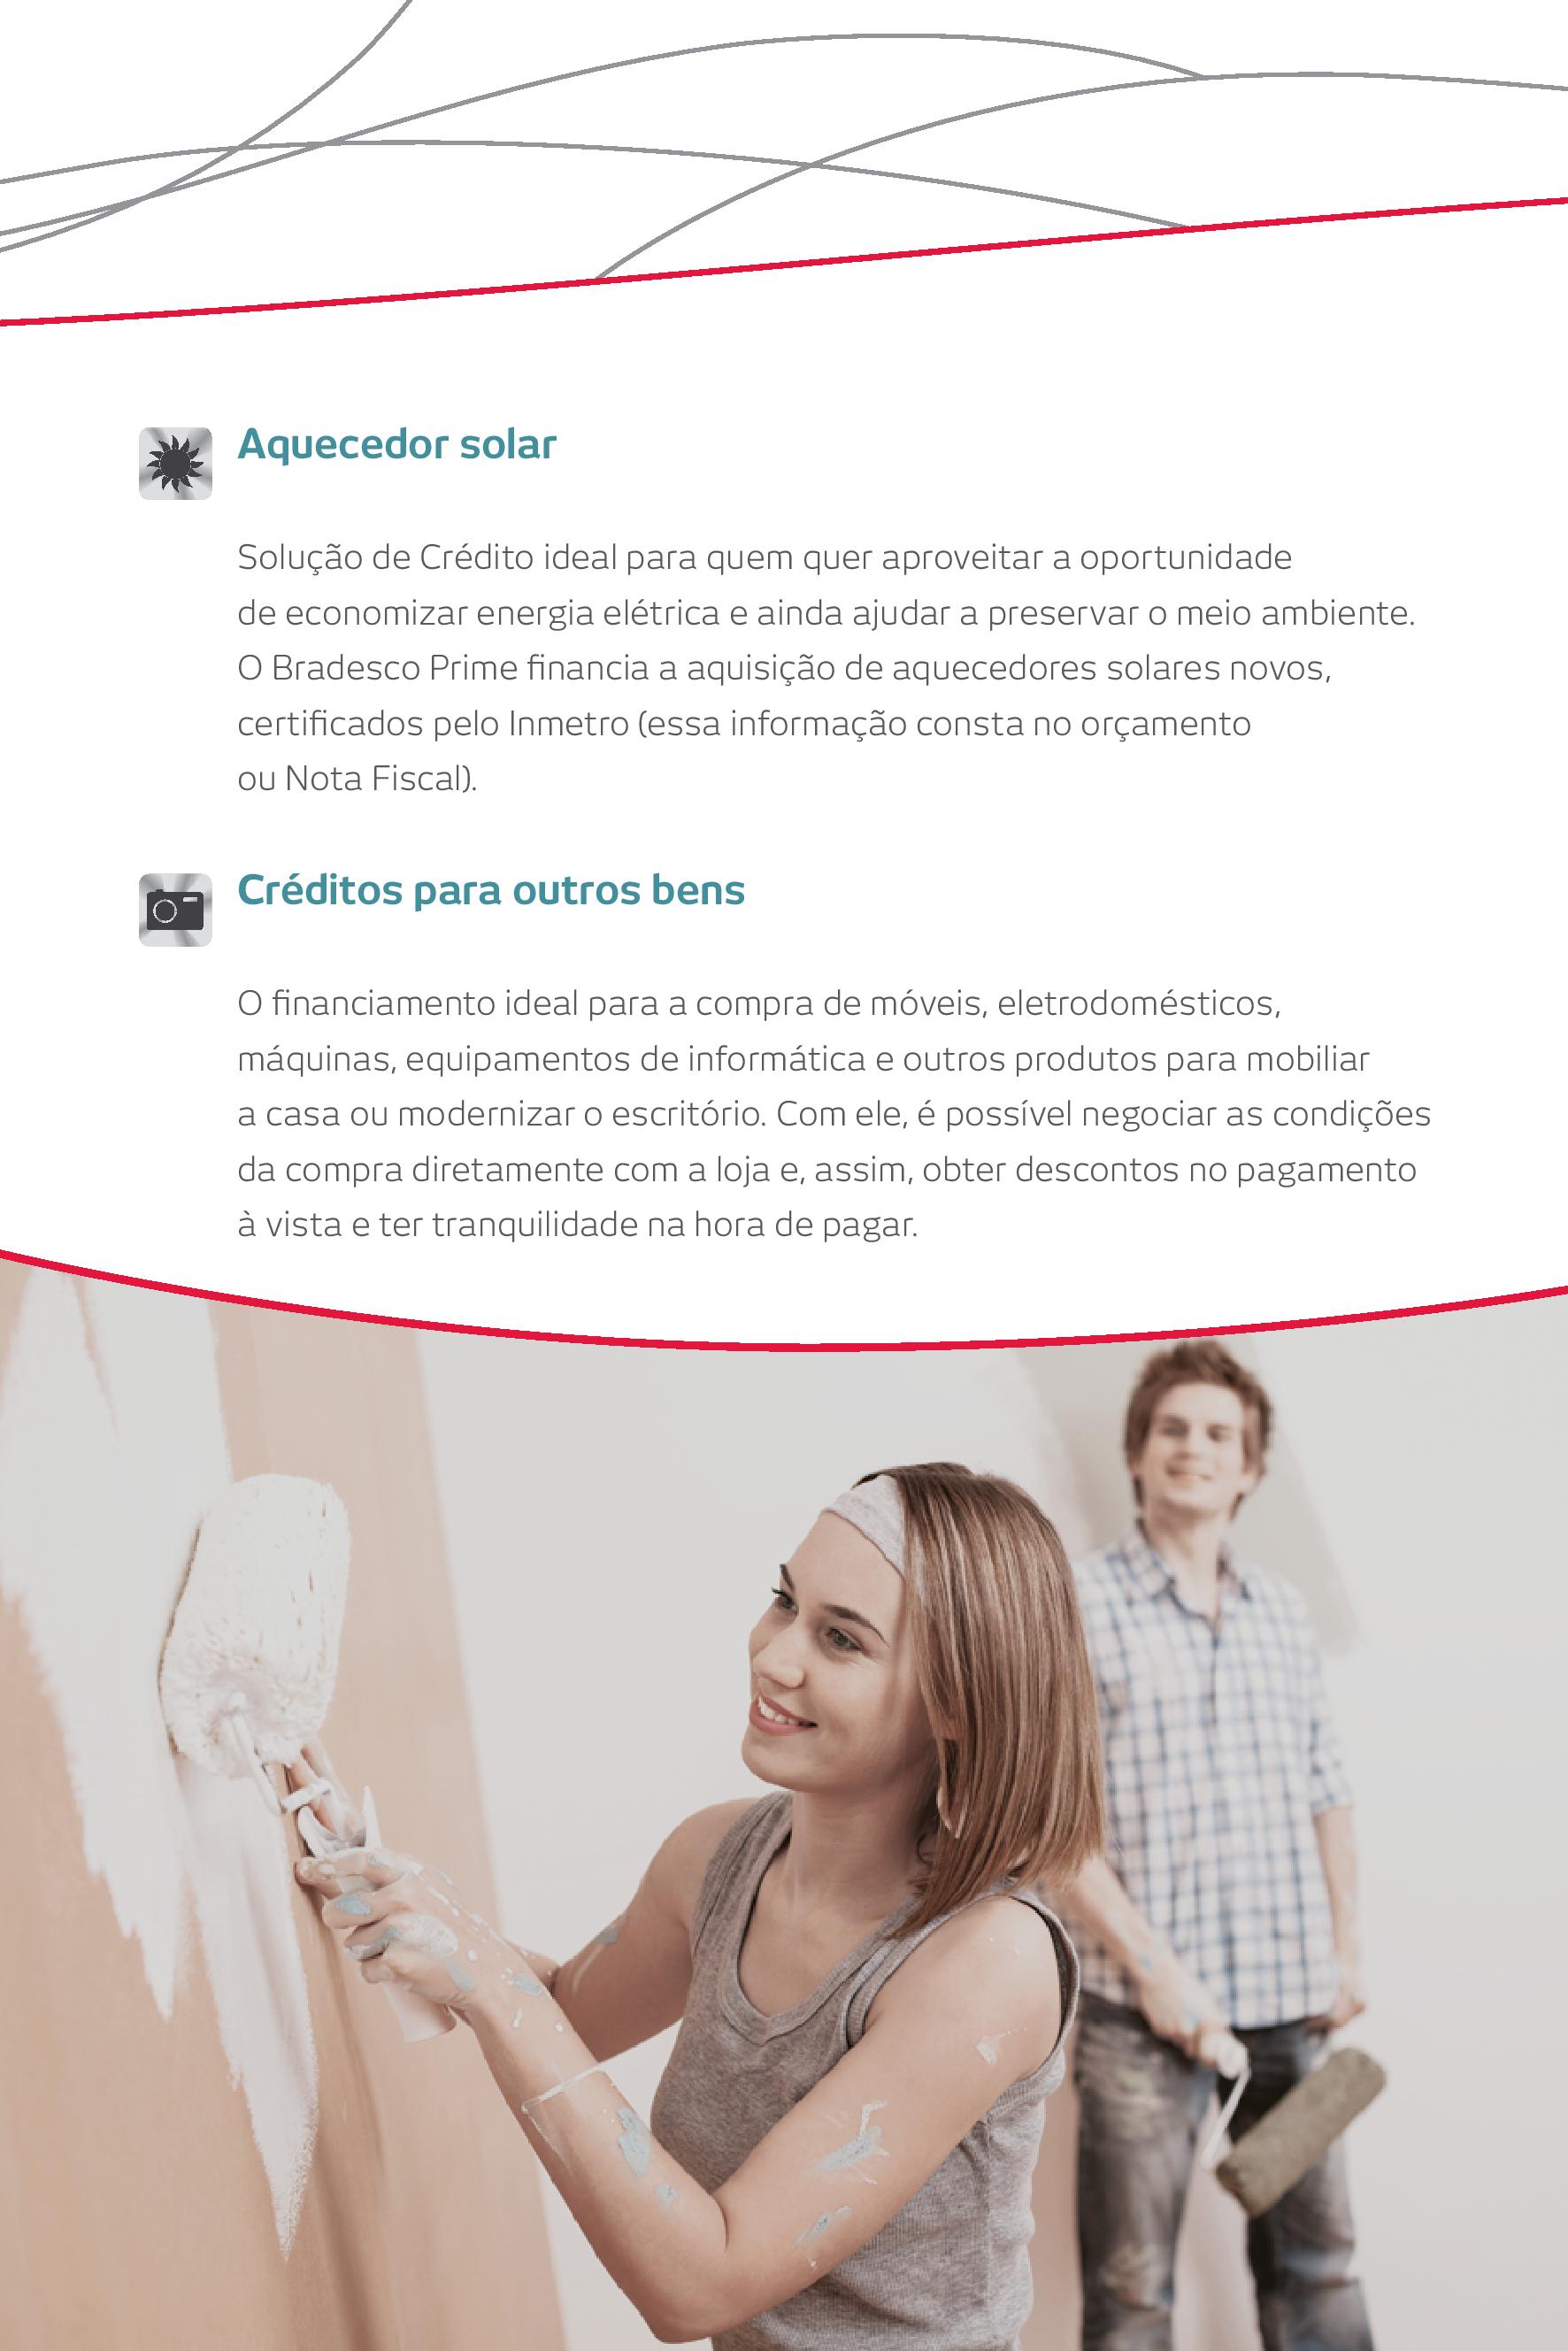 Aquecedor solar
Solução de Crédito ideal para quem quer aproveitar a oportunidade
de economizar energia elétrica e ainda ajudar a preservar o meio ambiente.
O Bradesco Prime financia a aquisição de aquecedores solares novos,
certificados pelo Inmetro (essa informação consta no orçamento
ou Nota Fiscal).
Créditos para outros bens
O financiamento ideal para a compra de móveis, eletrodomésticos,
máquinas, equipamentos de informática e outros produtos para mobiliar
a casa ou modernizar o escritório. Com ele, é possível negociar as condições
da compra diretamente com a loja e, assim, obter descontos no pagamento
à vista e ter tranquilidade na hora de pagar.